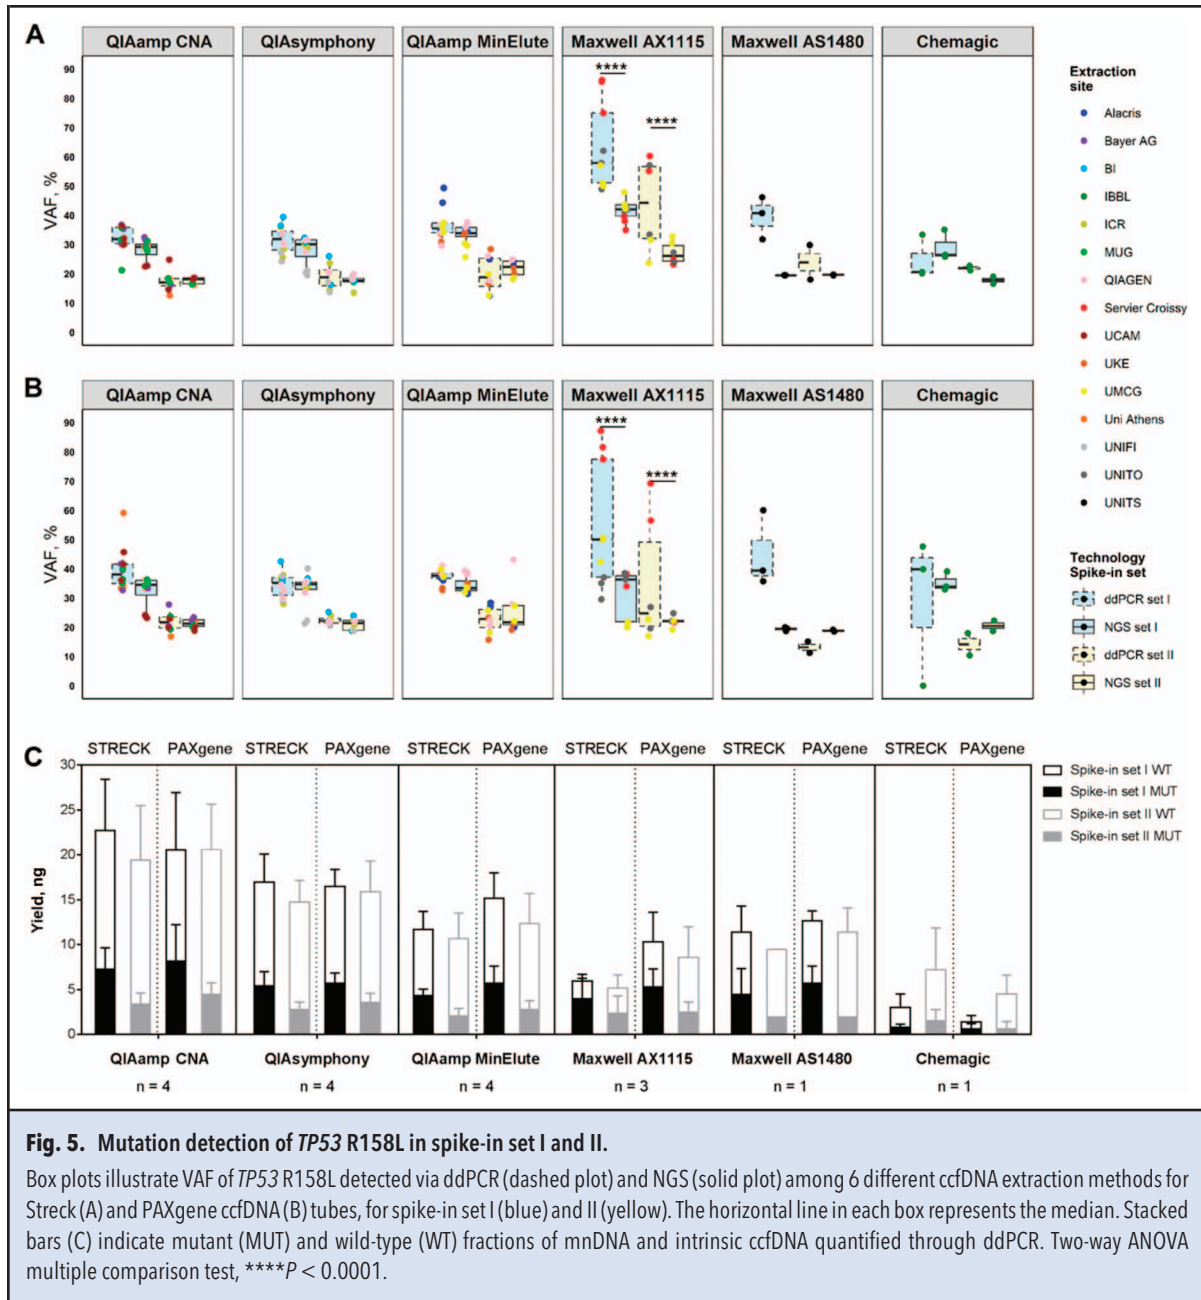 A
QIAamp CNA
QIAsymphony
QIAamp MinElute
Maxwell AX1115
Maxwell AS1480
Chemagic
VAF, %
90
80
70
60
50
40
30
20
10
0
****
****
Extraction
site
Alacris
Bayer AG
BI
IBBL
ICR
MUG
QIAGEN
Servier Croissy
UCAM
UKE
UMCG
Uni Athens
UNIFI
UNITO
UNITS
B
QIAamp CNA
QIAsymphony
QIAamp MinElute
Maxwell AX1115
Maxwell AS1480
Chemagic
VAF, %
90
80
70
60
50
40
30
20
10
0
****
****
Technology
Spike-in set
ddPCR set I
NGS set I
ddPCR set II
NGS set II
C
STRECK PAXgene STRECK PAXgene STRECK PAXgene STRECK PAXgene STRECK PAXgene STRECK PAXgene
Yield, ng
30
25
20
15
10
5
0
Spike-in set I WT
Spike-in set I MUT
Spike-in set II WT
Spike-in set II MUT
QIAamp CNA QIAsymphony QIAamp MinElute Maxwell AX1115 Maxwell AS1480 Chemagic
n = 4 n = 4 n = 4 n = 3 n = 1 n = 1
Fig. 5. Mutation detection of TP53 R158L in spike-in set I and II.
Box plots illustrate VAF of TP53 R158L detected via ddPCR (dashed plot) and NGS (solid plot) among 6 different ccfDNA extraction methods for
Streck (A) and PAXgene ccfDNA (B) tubes, for spike-in set I (blue) and II (yellow). The horizontal line in each box represents the median. Stacked
bars (C) indicate mutant (MUT) and wild-type (WT) fractions of mnDNA and intrinsic ccfDNA quantified through ddPCR. Two-way ANOVA
multiple comparison test, ****P < 0.0001.